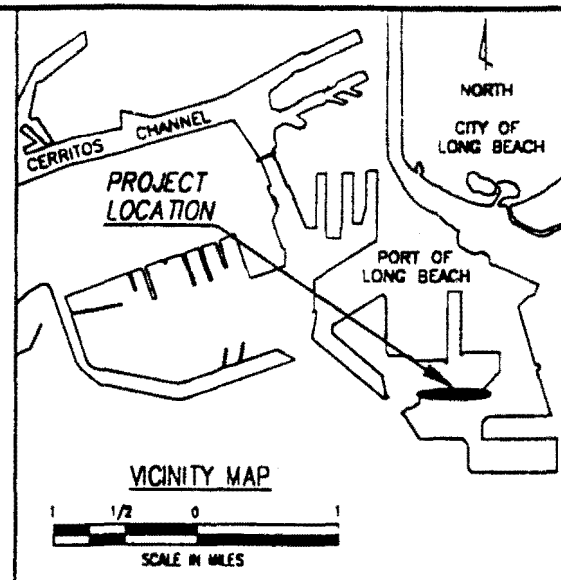 NORTH
CITY OF
LONG BEACH
CERRITOS CHANNEL
PROJECT
LOCATION
PORT OF
LONG BEACH
VICINITY MAP
1 1/2 0 1
SCALE IN MILES